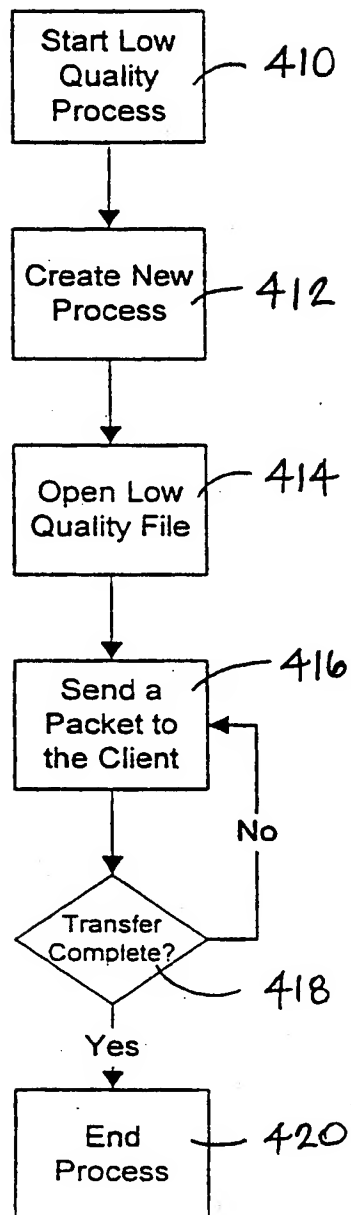 Start Low
Quality
Process
410
Create New
Process
412
Open Low
Quality File
414
Send a
Packet to
the Client
416
No
Transfer
Complete?
418
Yes
End
Process
420